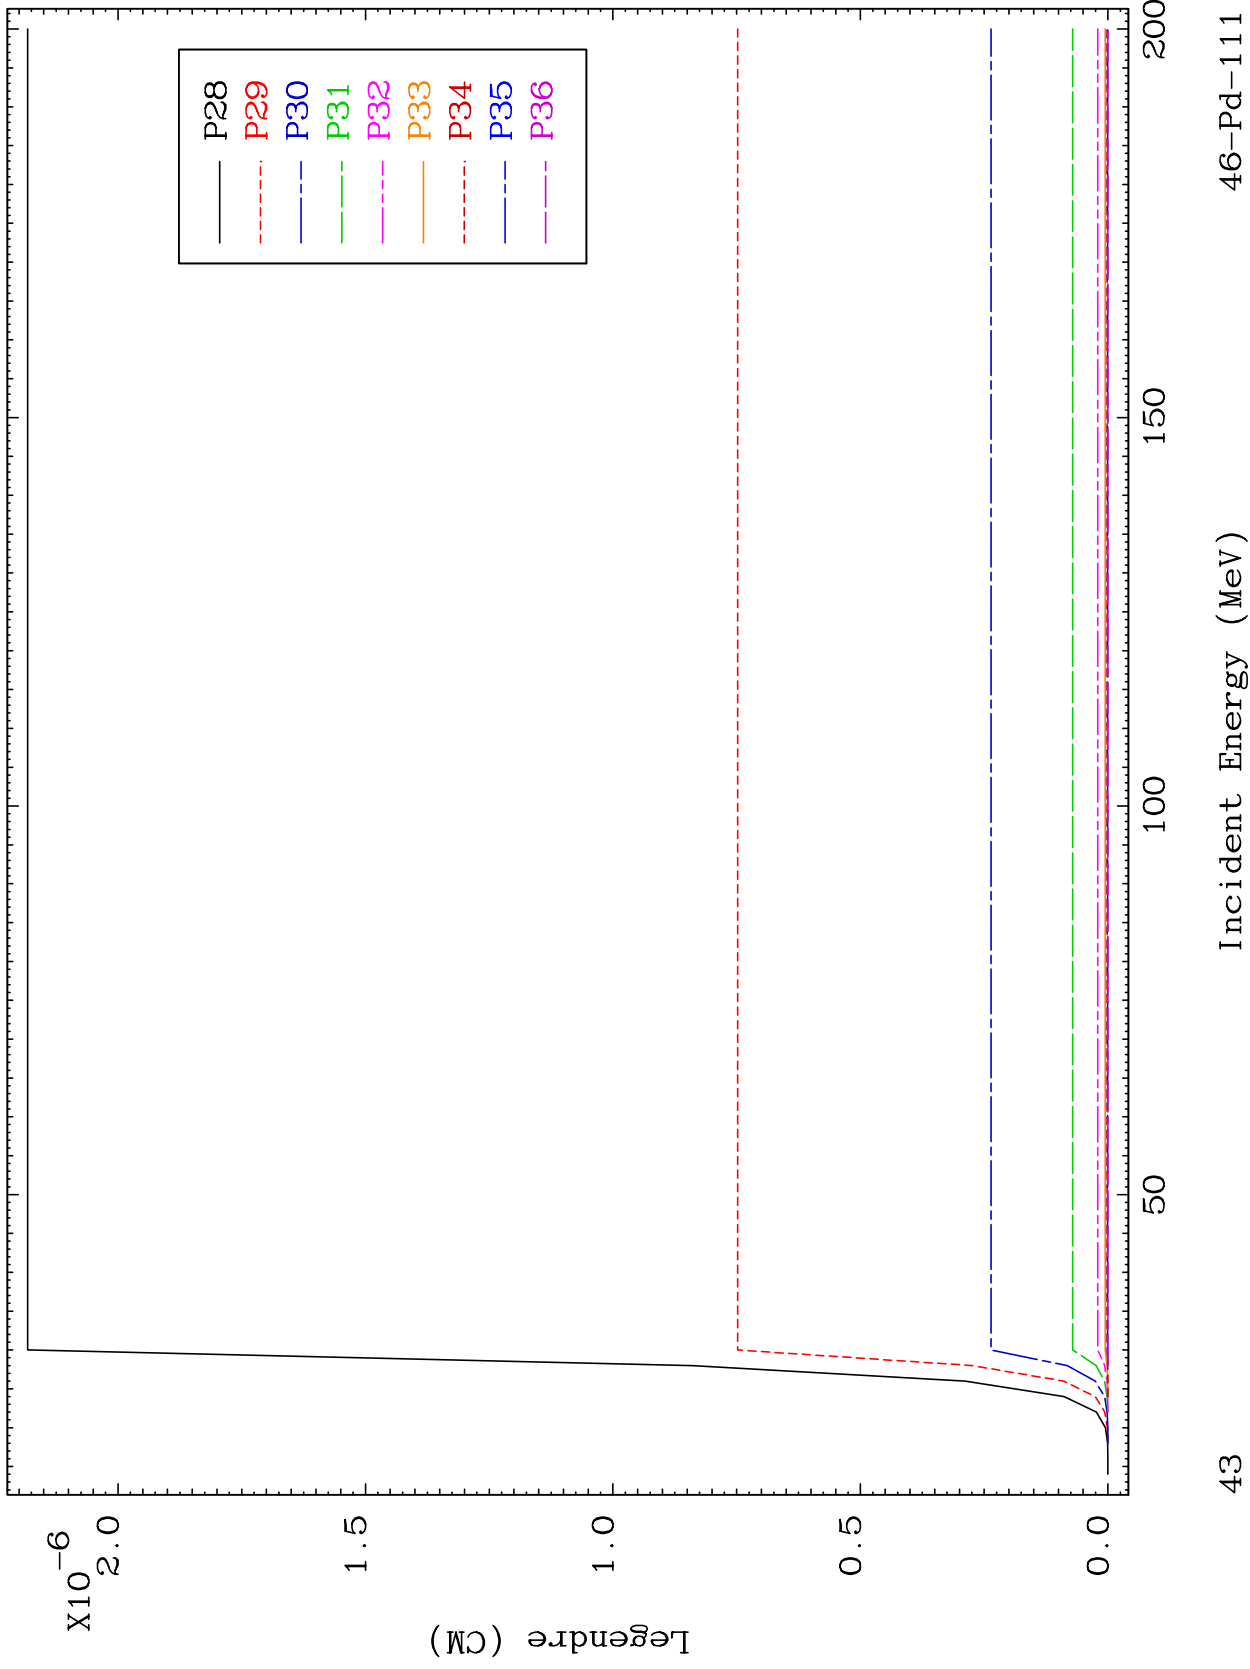 X10^-6
2.0
1.5
1.0
0.5
0.0
Legendre (CM)
P28
P29
P30
P31
P32
P33
P34
P35
P36
50
100
150
200
43
Incident Energy (MeV)
46-Pd-111